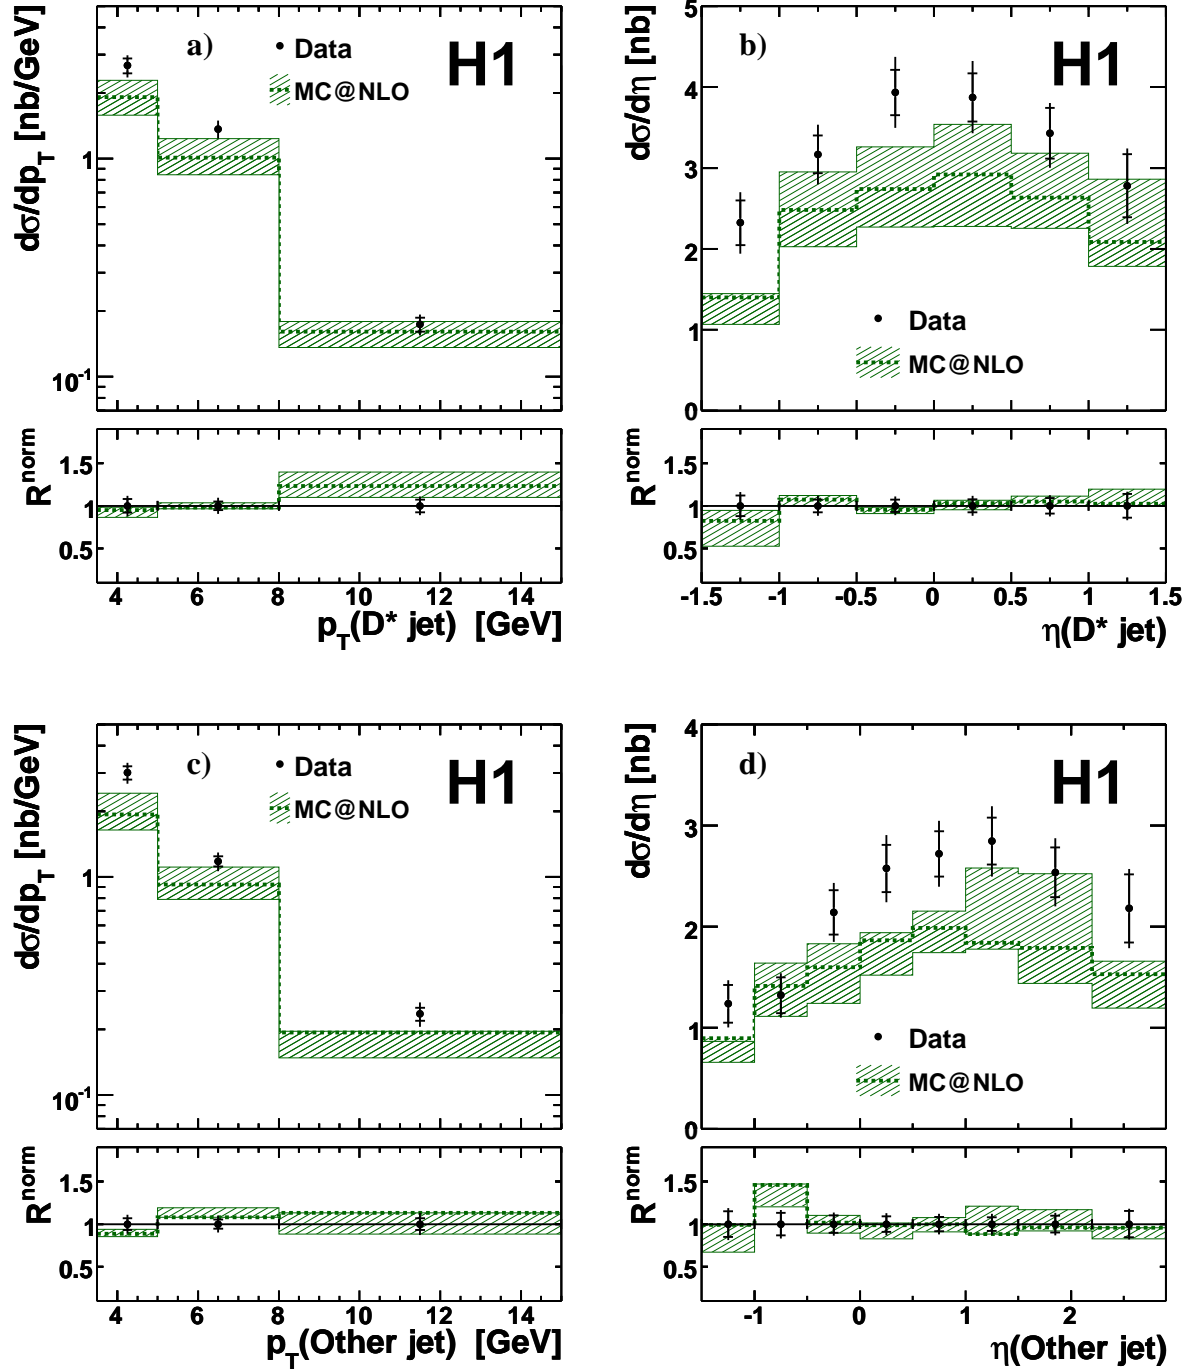 a)
Data
MC@NLO
H1
dσ/dp_T [nb/GeV]
1
10^-1
R^norm
1.5
1
0.5
4 6 8 10 12 14
p_T(D* jet) [GeV]
b)
H1
dσ/dη [nb]
5
4
3
2
1
0
Data
MC@NLO
R^norm
1.5
1
0.5
-1.5 -1 -0.5 0 0.5 1 1.5
η(D* jet)
c)
Data
MC@NLO
H1
dσ/dp_T [nb/GeV]
1
10^-1
R^norm
1.5
1
0.5
4 6 8 10 12 14
p_T(Other jet) [GeV]
d)
H1
dσ/dη [nb]
4
3
2
1
0
Data
MC@NLO
R^norm
1.5
1
0.5
-1 0 1 2
η(Other jet)